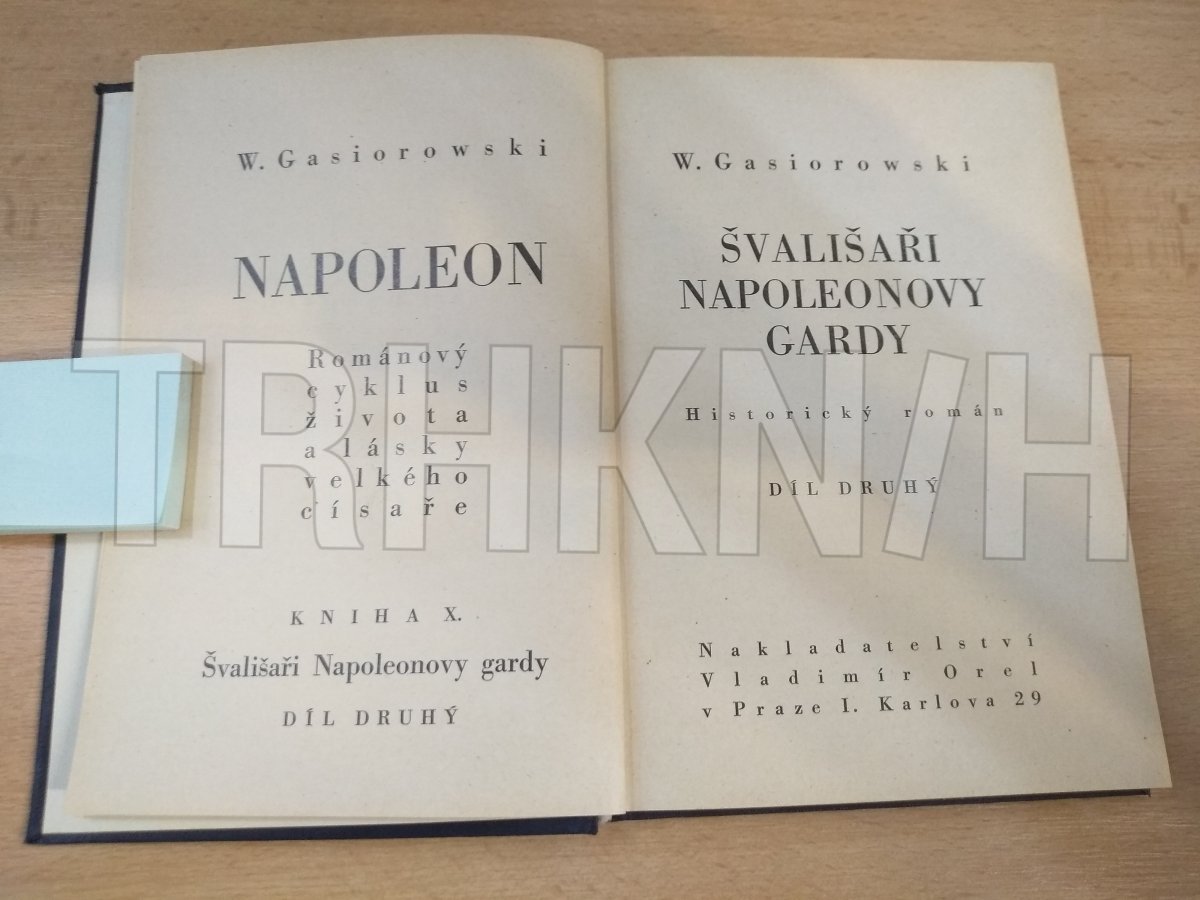 W. Gasiorowski
NAPOLEON
Románový
cyklus
života
a lásky
velkého
císaře
KNIHA X.
Švališaři Napoleonovy gardy
DÍL DRUHÝ
W. Gasiorowski
ŠVALIŠAŘI
NAPOLEONOVY
GARDY
Historický román
DÍL DRUHÝ
Nakladatelství
Vladimír Orel
v Praze I. Karlova 29
TRHKNIH